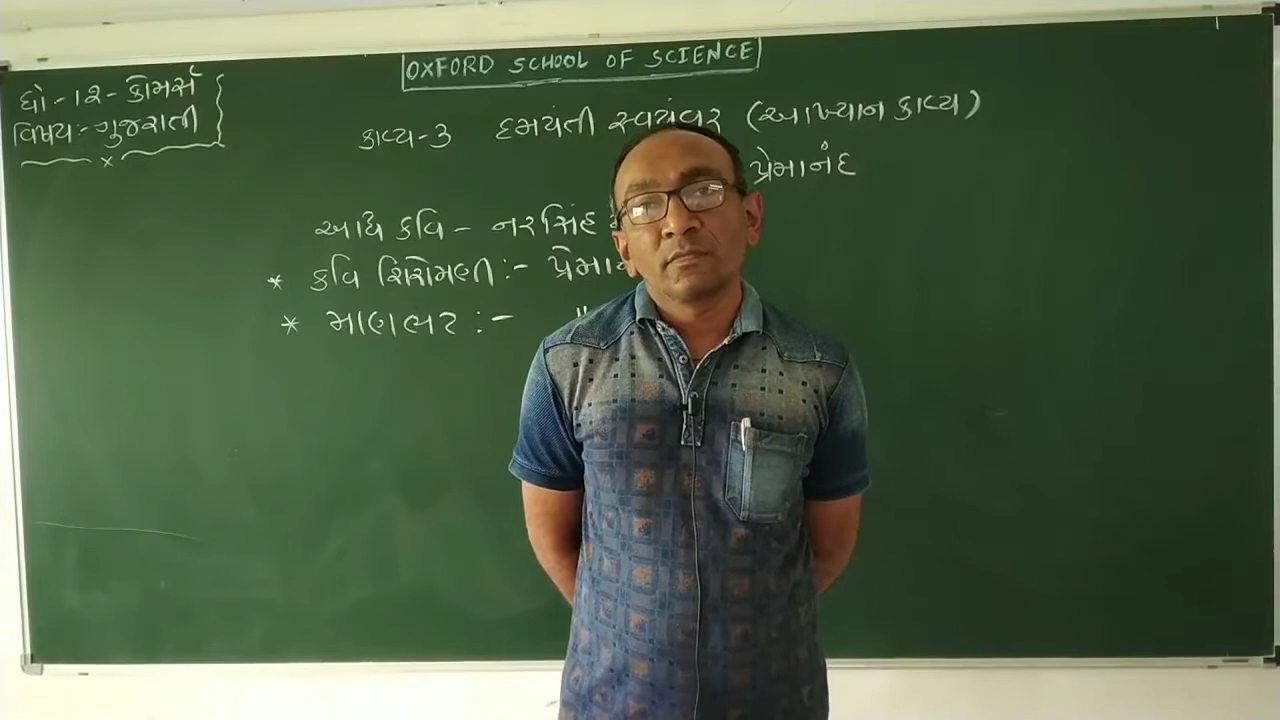 OXFORD SCHOOL OF SCIENCE
ધો-૧૨-કોમર્સ
વિષય:-ગુજરાતી
કાવ્ય-૩ દમયંતી સ્વયંવર (આખ્યાન કાવ્ય)
પ્રેમાનંદ
આદ્ય કવિ - નરસિંહ
* કવિ શિરોમણી :- પ્રેમા
* માણભટ્ટ :- "